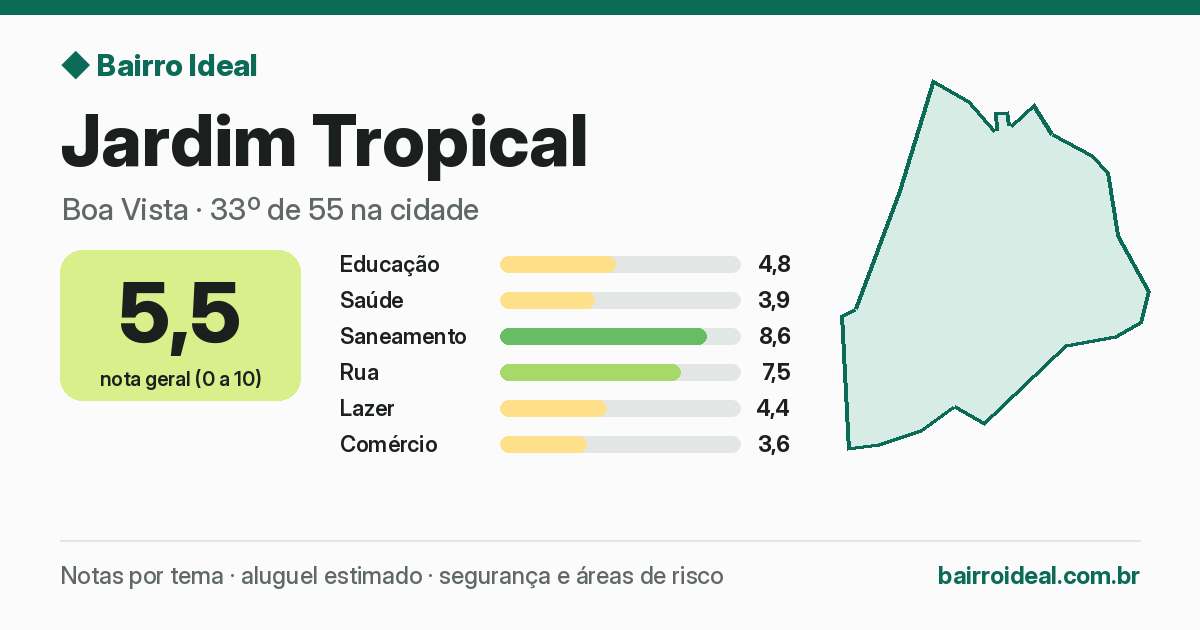 Bairro Ideal
Jardim Tropical
Boa Vista · 33º de 55 na cidade
5,5
nota geral (0 a 10)
Educação 4,8
Saúde 3,9
Saneamento 8,6
Rua 7,5
Lazer 4,4
Comércio 3,6
Notas por tema · aluguel estimado · segurança e áreas de risco
bairroideal.com.br